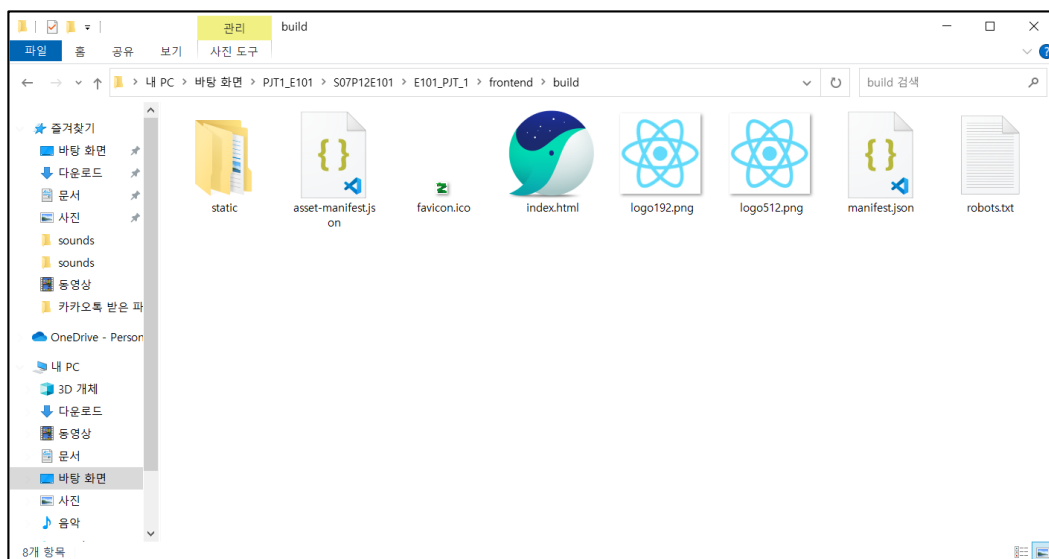 관리
build
파일
홈
공유
보기
사진 도구
내 PC > 바탕 화면 > PJT1_E101 > S07P12E101 > E101_PJT_1 > frontend > build
build 검색
즐겨찾기
바탕 화면
다운로드
문서
사진
sounds
sounds
동영상
카카오톡 받은 파
OneDrive - Person
내 PC
3D 개체
다운로드
동영상
문서
바탕 화면
사진
음악
static
asset-manifest.js
on
favicon.ico
index.html
logo192.png
logo512.png
manifest.json
robots.txt
8개 항목